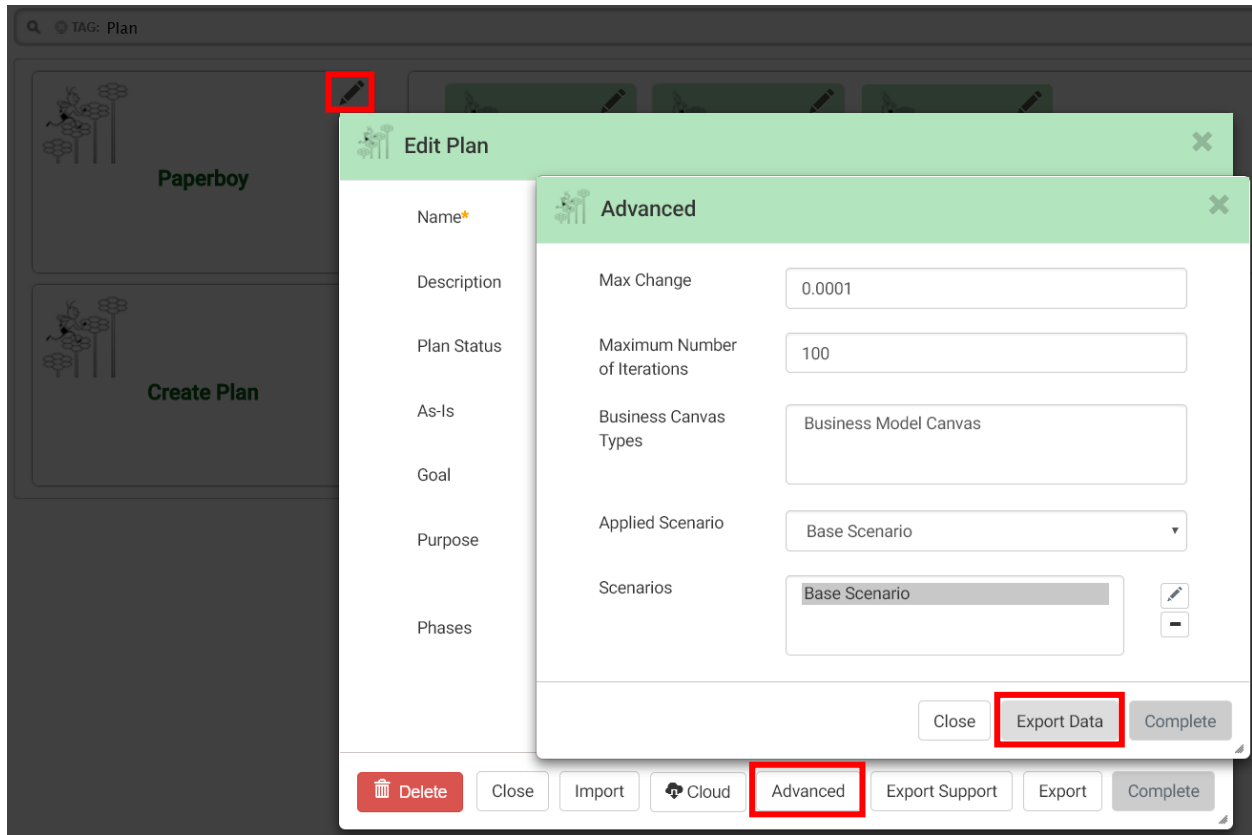 TAG: Plan
Paperboy
Create Plan
Edit Plan
Name*
Description
Plan Status
As-Is
Goal
Purpose
Phases
Advanced
Max Change
0.0001
Maximum Number
of Iterations
100
Business Canvas
Types
Business Model Canvas
Applied Scenario
Base Scenario
Scenarios
Base Scenario
Close
Export Data
Complete
Delete
Close
Import
Cloud
Advanced
Export Support
Export
Complete